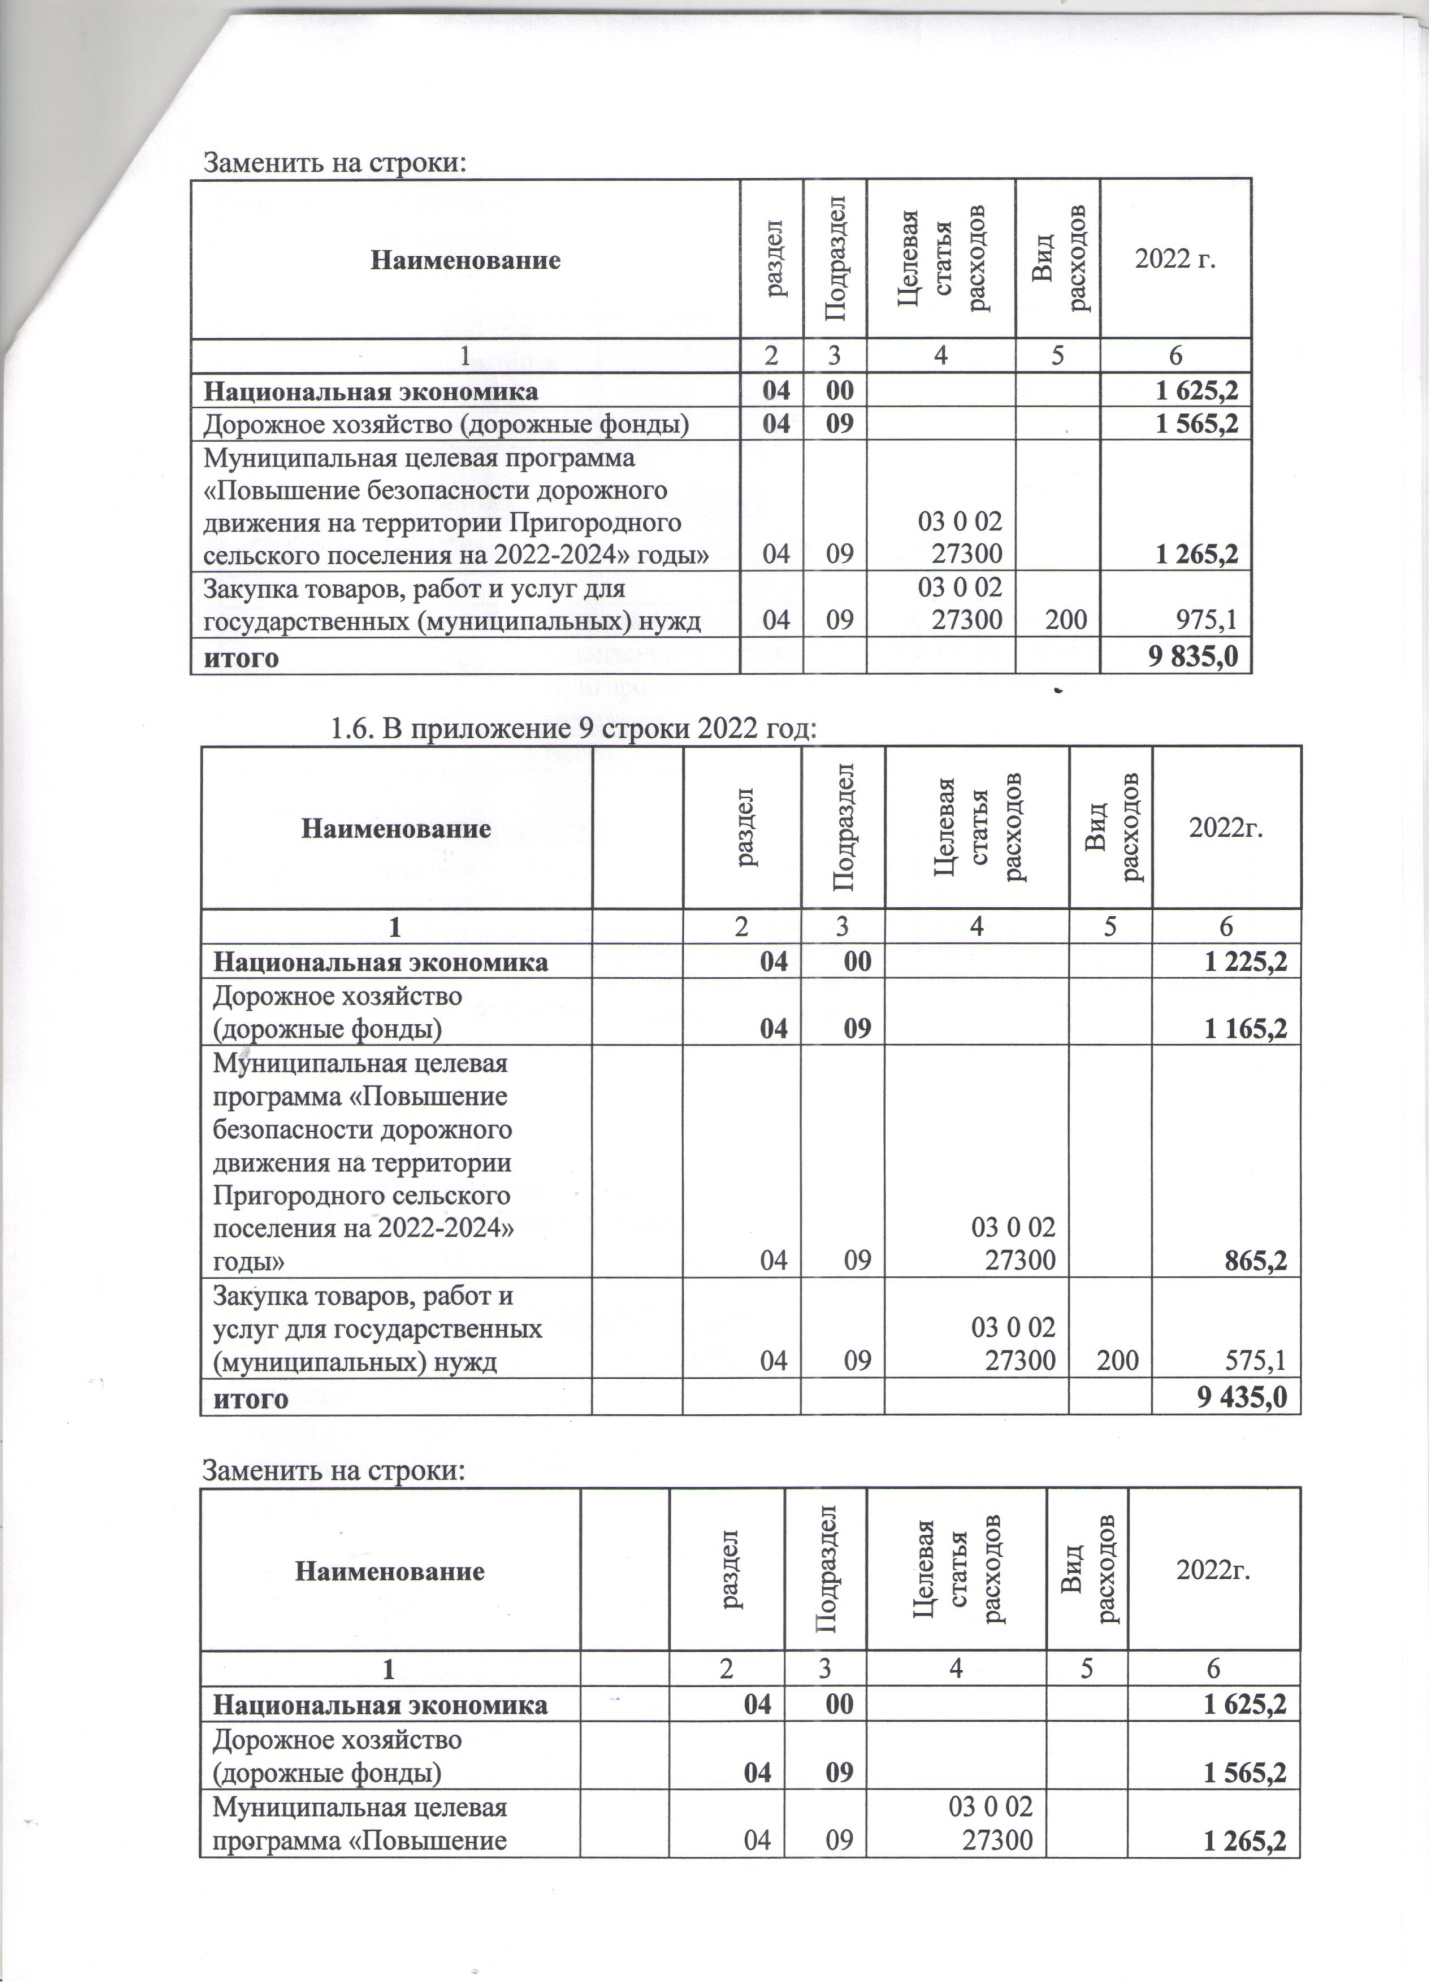 Заменить на строки:
Наименование
раздел
Подраздел
Целевая
статья
расходов
Вид
расходов
2022 г.
1 2 3 4 5 6
Национальная экономика 04 00 1 625,2
Дорожное хозяйство (дорожные фонды) 04 09 1 565,2
Муниципальная целевая программа
«Повышение безопасности дорожного
движения на территории Пригородного 03 0 02
сельского поселения на 2022-2024» годы» 04 09 27300 1 265,2
Закупка товаров, работ и услуг для 03 0 02
государственных (муниципальных) нужд 04 09 27300 200 975,1
итого 9 835,0
1.6. В приложение 9 строки 2022 год:
Наименование
раздел
Подраздел
Целевая
статья
расходов
Вид
расходов
2022г.
1 2 3 4 5 6
Национальная экономика 04 00 1 225,2
Дорожное хозяйство
(дорожные фонды) 04 09 1 165,2
Муниципальная целевая
программа «Повышение
безопасности дорожного
движения на территории
Пригородного сельского
поселения на 2022-2024» 03 0 02
годы» 04 09 27300 865,2
Закупка товаров, работ и
услуг для государственных 03 0 02
(муниципальных) нужд 04 09 27300 200 575,1
итого 9 435,0
Заменить на строки:
Наименование
раздел
Подраздел
Целевая
статья
расходов
Вид
расходов
2022г.
1 2 3 4 5 6
Национальная экономика 04 00 1 625,2
Дорожное хозяйство
(дорожные фонды) 04 09 1 565,2
Муниципальная целевая 03 0 02
программа «Повышение 04 09 27300 1 265,2